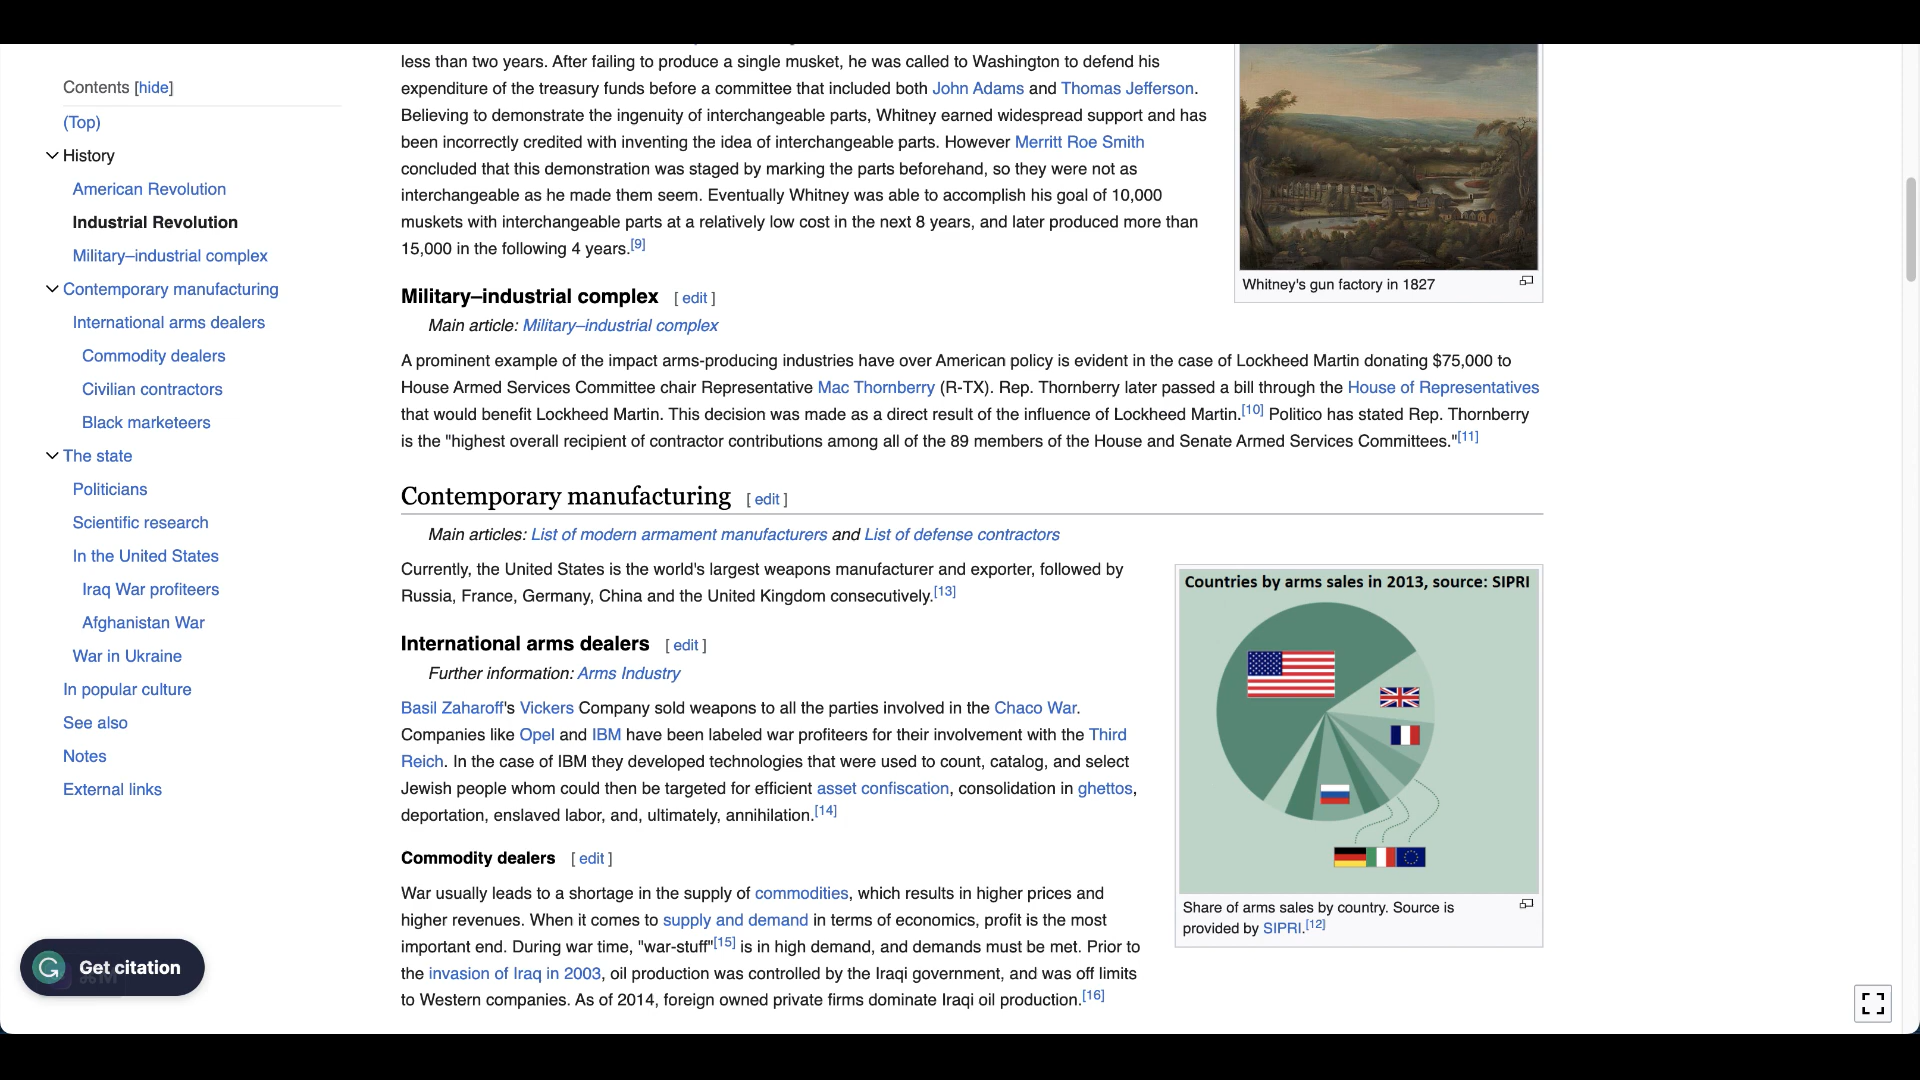 Contents [hide]
(Top)
History
American Revolution
Industrial Revolution
Military–industrial complex
Contemporary manufacturing
International arms dealers
Commodity dealers
Civilian contractors
Black marketeers
The state
Politicians
Scientific research
In the United States
Iraq War profiteers
Afghanistan War
War in Ukraine
In popular culture
See also
Notes
External links
Get citation
less than two years. After failing to produce a single musket, he was called to Washington to defend his
expenditure of the treasury funds before a committee that included both John Adams and Thomas Jefferson.
Believing to demonstrate the ingenuity of interchangeable parts, Whitney earned widespread support and has
been incorrectly credited with inventing the idea of interchangeable parts. However Merritt Roe Smith
concluded that this demonstration was staged by marking the parts beforehand, so they were not as
interchangeable as he made them seem. Eventually Whitney was able to accomplish his goal of 10,000
muskets with interchangeable parts at a relatively low cost in the next 8 years, and later produced more than
15,000 in the following 4 years.[9]
Whitney's gun factory in 1827
Military–industrial complex [ edit ]
Main article: Military–industrial complex
A prominent example of the impact arms-producing industries have over American policy is evident in the case of Lockheed Martin donating $75,000 to
House Armed Services Committee chair Representative Mac Thornberry (R-TX). Rep. Thornberry later passed a bill through the House of Representatives
that would benefit Lockheed Martin. This decision was made as a direct result of the influence of Lockheed Martin.[10] Politico has stated Rep. Thornberry
is the "highest overall recipient of contractor contributions among all of the 89 members of the House and Senate Armed Services Committees."[11]
Contemporary manufacturing [ edit ]
Main articles: List of modern armament manufacturers and List of defense contractors
Currently, the United States is the world's largest weapons manufacturer and exporter, followed by
Russia, France, Germany, China and the United Kingdom consecutively.[13]
International arms dealers [ edit ]
Further information: Arms Industry
Basil Zaharoff's Vickers Company sold weapons to all the parties involved in the Chaco War.
Companies like Opel and IBM have been labeled war profiteers for their involvement with the Third
Reich. In the case of IBM they developed technologies that were used to count, catalog, and select
Jewish people whom could then be targeted for efficient asset confiscation, consolidation in ghettos,
deportation, enslaved labor, and, ultimately, annihilation.[14]
Commodity dealers [ edit ]
War usually leads to a shortage in the supply of commodities, which results in higher prices and
higher revenues. When it comes to supply and demand in terms of economics, profit is the most
important end. During war time, "war-stuff"[15] is in high demand, and demands must be met. Prior to
the invasion of Iraq in 2003, oil production was controlled by the Iraqi government, and was off limits
to Western companies. As of 2014, foreign owned private firms dominate Iraqi oil production.[16]
Countries by arms sales in 2013, source: SIPRI
Share of arms sales by country. Source is
provided by SIPRI.[12]